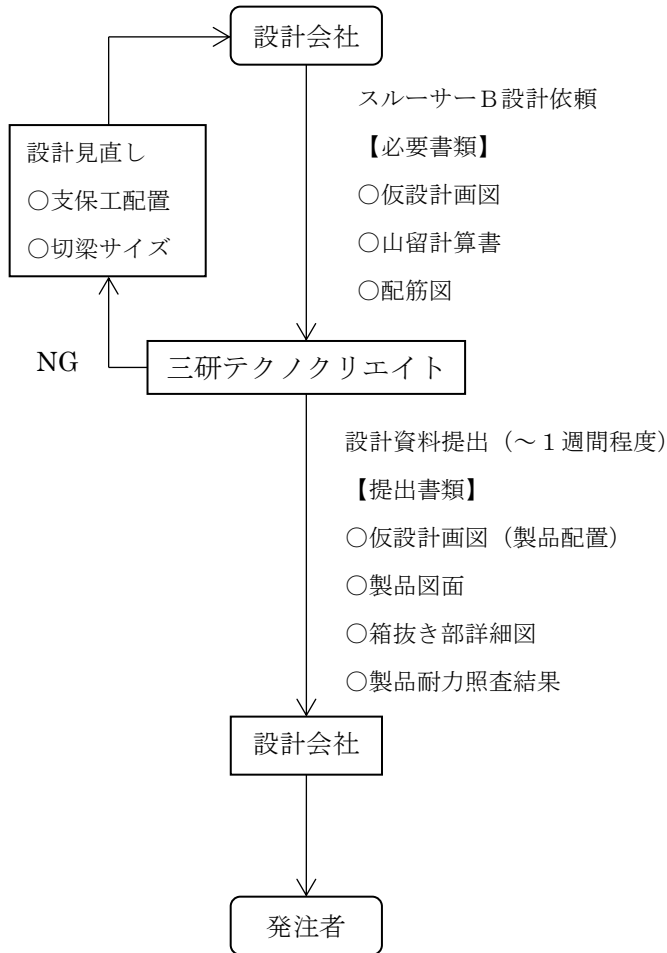 設計会社
スルーサーB設計依頼
【必要書類】
○仮設計画図
○山留計算書
○配筋図
設計見直し
○支保工配置
○切梁サイズ
NG
三研テクノクリエイト
設計資料提出（～１週間程度）
【提出書類】
○仮設計画図（製品配置）
○製品図面
○箱抜き部詳細図
○製品耐力照査結果
設計会社
発注者